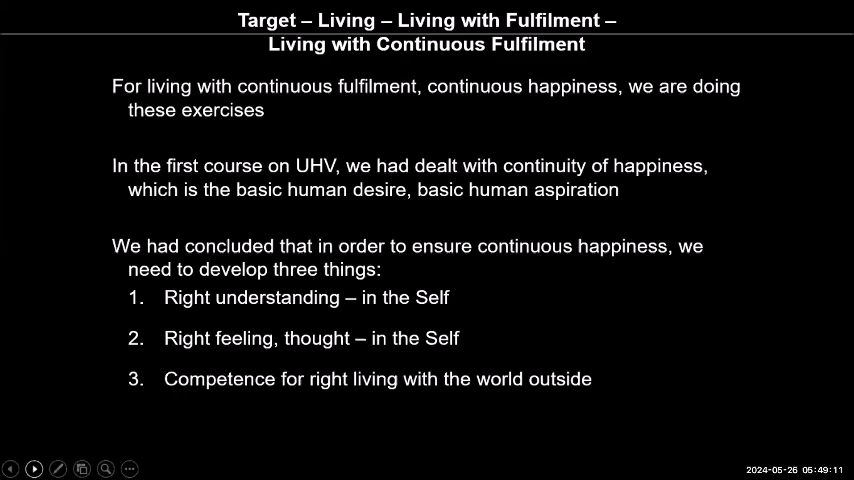 Target – Living – Living with Fulfilment –
Living with Continuous Fulfilment
For living with continuous fulfilment, continuous happiness, we are doing
these exercises
In the first course on UHV, we had dealt with continuity of happiness,
which is the basic human desire, basic human aspiration
We had concluded that in order to ensure continuous happiness, we
need to develop three things:
1. Right understanding – in the Self
2. Right feeling, thought – in the Self
3. Competence for right living with the world outside
2024-05-26 05:49:11